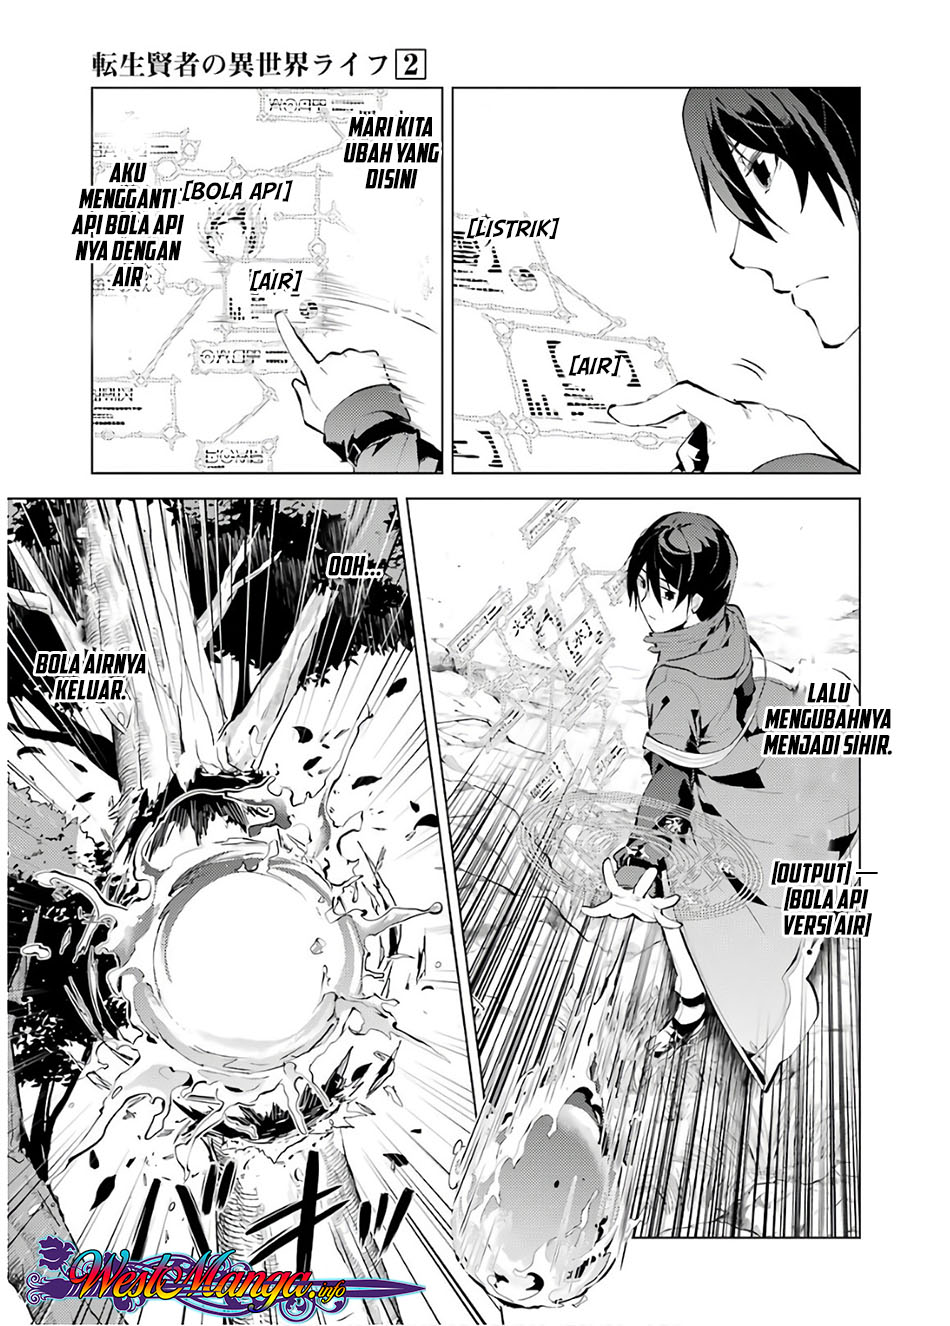 転生賢者の異世界ライフ 2
[LISTRIK]
[AIR]
MARI KITA
UBAH YANG
DISINI
[BOLA API]
[AIR]
AKU
MENGGANTI
API BOLA API
NYA DENGAN
AIR
LALU
MENGUBAHNYA
MENJADI SIHIR.
[OUTPUT] —
[BOLA API
VERSI AIR]
OOH...
BOLA AIRNYA
KELUAR.
バキッ
WestManga.info